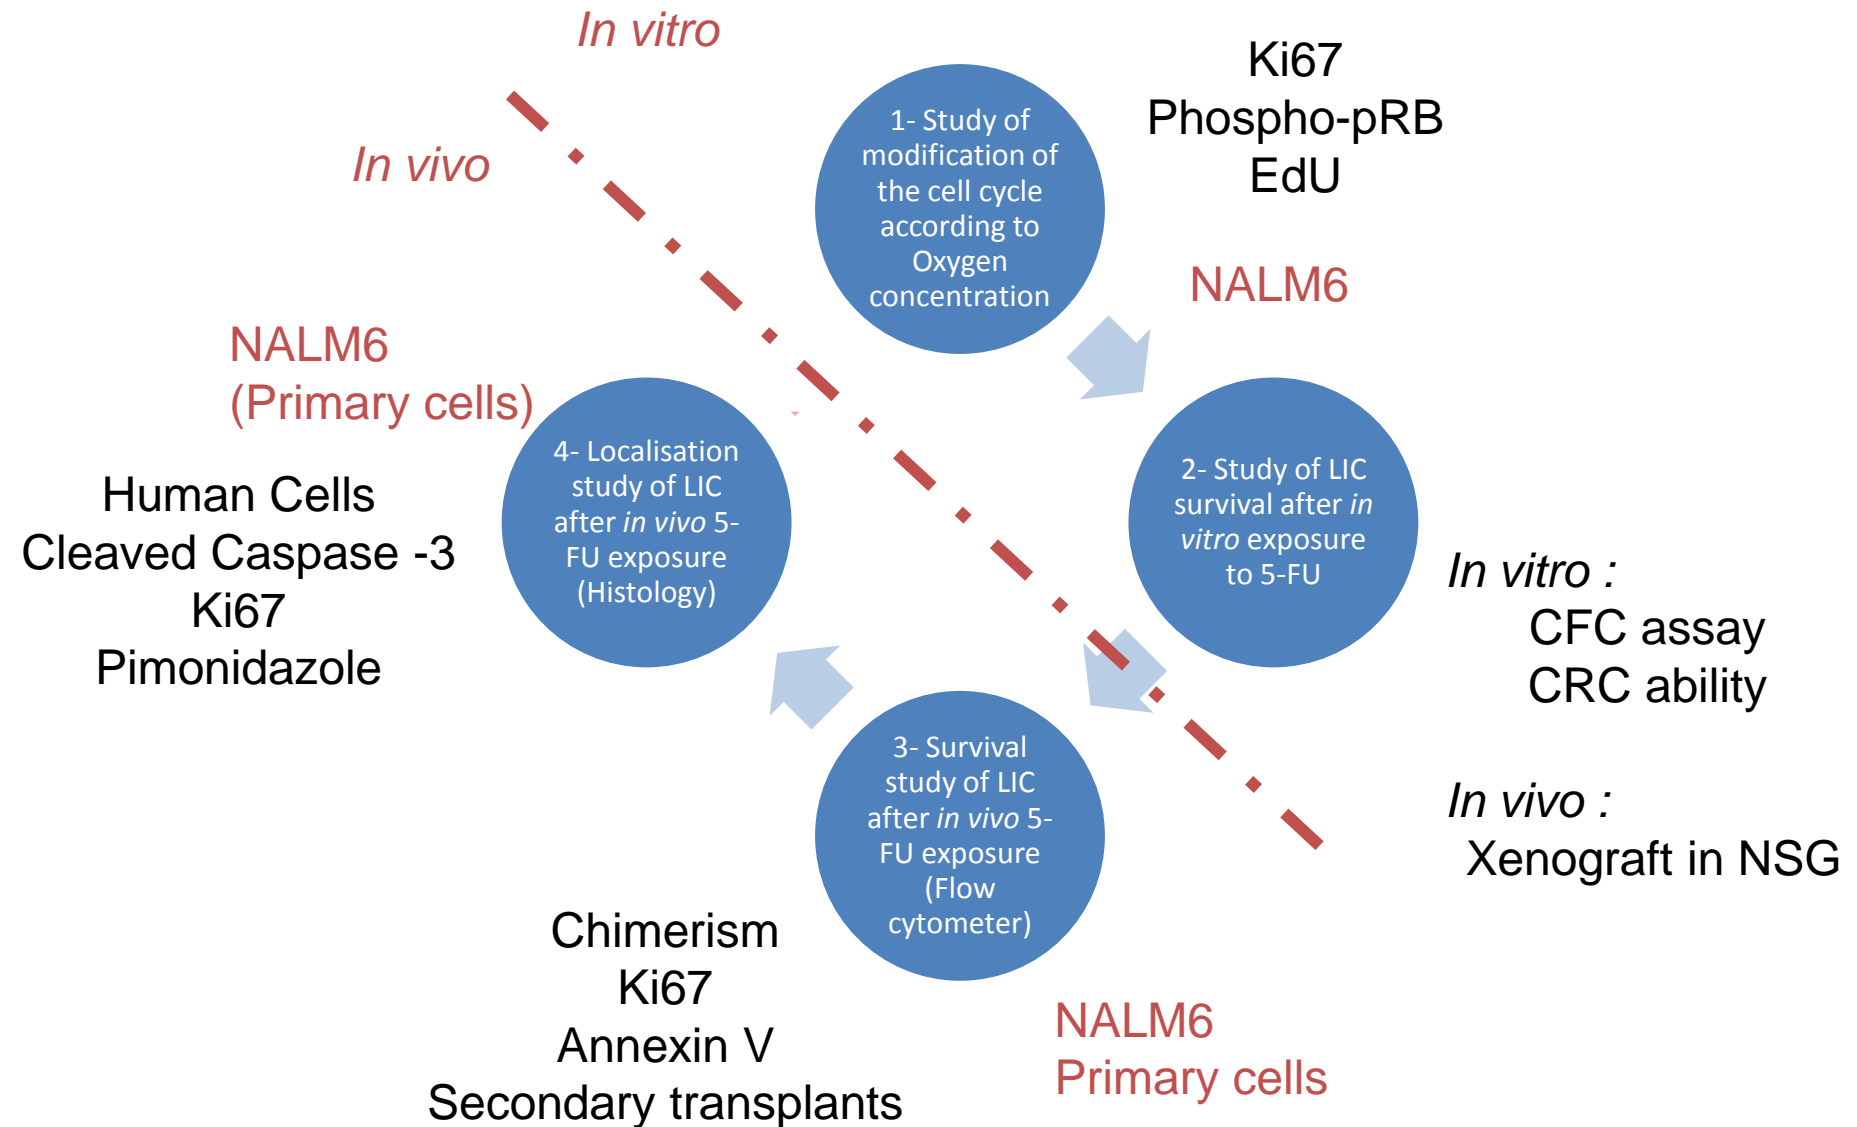 In vitro
In vivo
1- Study of
modification of
the cell cycle
according to
Oxygen
concentration
Ki67
Phospho-pRB
EdU
NALM6
2- Study of LIC
survival after in
vitro exposure
to 5-FU
In vitro :
CFC assay
CRC ability
In vivo :
Xenograft in NSG
3- Survival
study of LIC
after in vivo 5-
FU exposure
(Flow
cytometer)
NALM6
Primary cells
Chimerism
Ki67
Annexin V
Secondary transplants
NALM6
(Primary cells)
4- Localisation
study of LIC
after in vivo 5-
FU exposure
(Histology)
Human Cells
Cleaved Caspase -3
Ki67
Pimonidazole